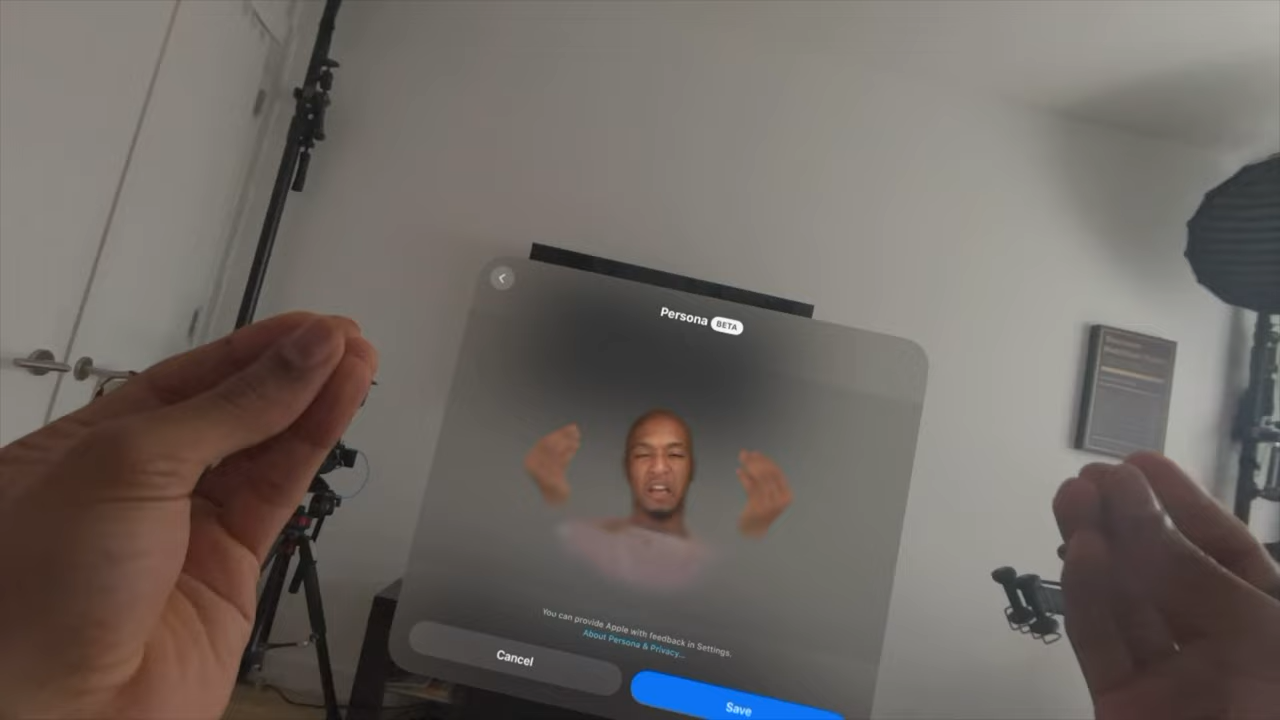 Persona BETA
You can provide Apple with feedback in Settings.
About Persona & Privacy...
Cancel
Save